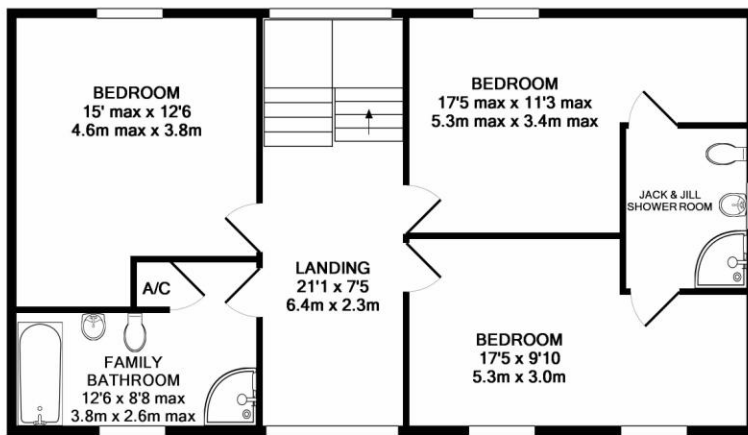 BEDROOM
15' max x 12'6
4.6m max x 3.8m
BEDROOM
17'5 max x 11'3 max
5.3m max x 3.4m max
JACK & JILL
SHOWER ROOM
A/C
LANDING
21'1 x 7'5
6.4m x 2.3m
FAMILY
BATHROOM
12'6 x 8'8 max
3.8m x 2.6m max
BEDROOM
17'5 x 9'10
5.3m x 3.0m